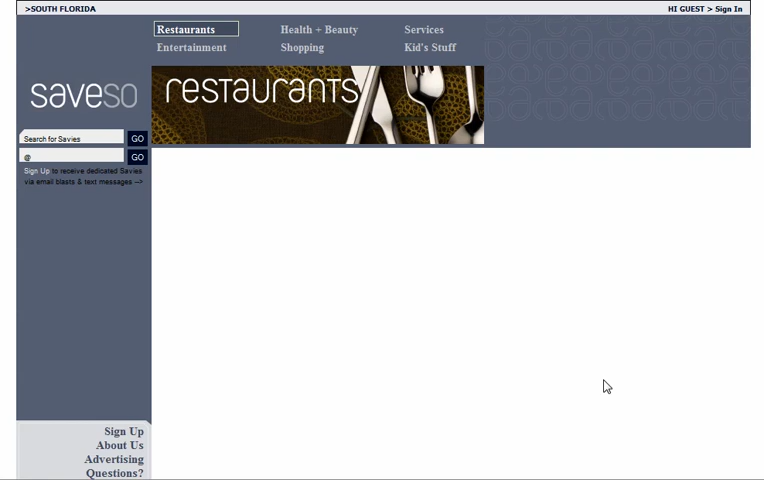 >SOUTH FLORIDA
HI GUEST > Sign In
Restaurants
Health + Beauty
Services
Entertainment
Shopping
Kid's Stuff
saveso
restaurants
Search for Savies
GO
@
GO
Sign Up to receive dedicated Savies
via email blasts & text messages -->
Sign Up
About Us
Advertising
Questions?